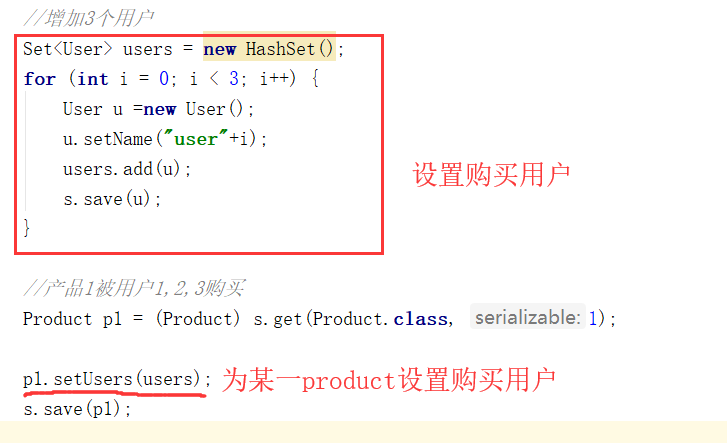 //增加3个用户
Set<User> users = new HashSet();
for (int i = 0; i < 3; i++) {
User u =new User();
u.setName("user"+i);
users.add(u);
s.save(u);
}
设置购买用户
//产品1被用户1,2,3购买
Product p1 = (Product) s.get(Product.class, serializable: 1);
p1.setUsers(users); 为某一product设置购买用户
s.save(p1);